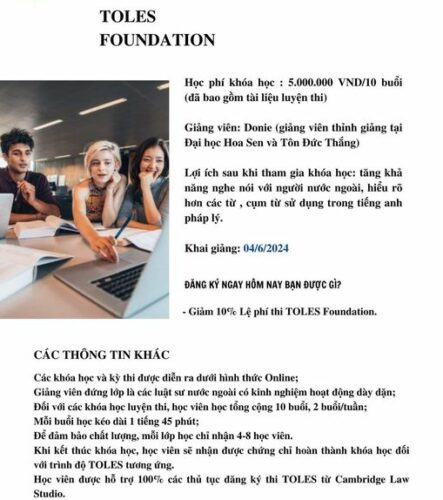 TOLES
FOUNDATION
Học phí khóa học : 5.000.000 VND/10 buổi
(đã bao gồm tài liệu luyện thi)
Giảng viên: Donie (giảng viên thỉnh giảng tại
Đại học Hoa Sen và Tôn Đức Thắng)
Lợi ích sau khi tham gia khóa học: tăng khả
năng nghe nói với người nước ngoài, hiểu rõ
hơn các từ , cụm từ sử dụng trong tiếng anh
pháp lý.
Khai giảng: 04/6/2024
ĐĂNG KÝ NGAY HÔM NAY BẠN ĐƯỢC GÌ?
- Giảm 10% Lệ phí thi TOLES Foundation.
CÁC THÔNG TIN KHÁC
Các khóa học và kỳ thi được diễn ra dưới hình thức Online;
Giảng viên đứng lớp là các luật sư nước ngoài có kinh nghiệm hoạt động dày dặn;
Đối với các khóa học luyện thi, học viên học tổng cộng 10 buổi, 2 buổi/tuần;
Mỗi buổi học kéo dài 1 tiếng 45 phút;
Để đảm bảo chất lượng, mỗi lớp học chỉ nhận 4-8 học viên.
Khi kết thúc khóa học, học viên sẽ nhận được chứng chỉ hoàn thành khóa học đối
với trình độ TOLES tương ứng.
Học viên được hỗ trợ 100% các thủ tục đăng ký thi TOLES từ Cambridge Law
Studio.